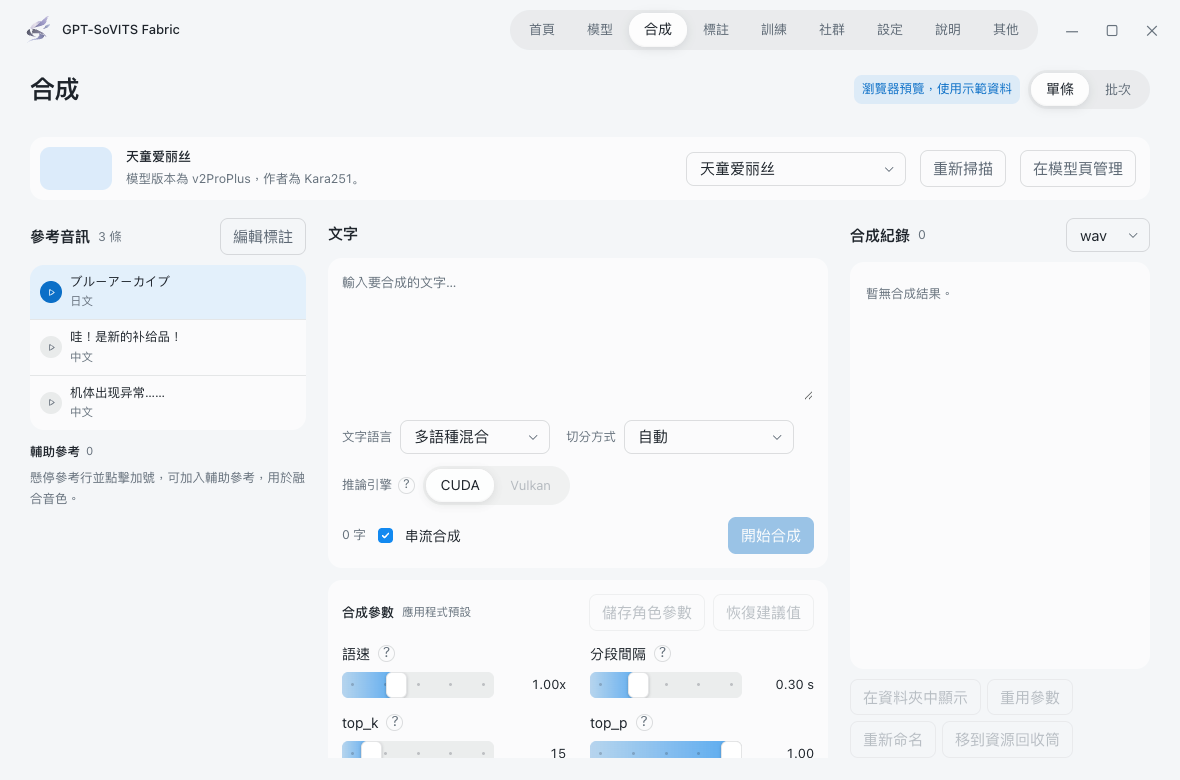 GPT-SoVITS Fabric
首頁 模型 合成 標註 訓練 社群 設定 說明 其他
合成
瀏覽器預覽，使用示範資料
單條 批次
天童爱丽丝
模型版本為 v2ProPlus，作者為 Kara251。
天童爱丽丝
重新掃描
在模型頁管理
參考音訊 3 條
編輯標註
ブルーアーカイブ
日文
哇！是新的补给品！
中文
机体出现异常……
中文
輔助參考 0
懸停參考行並點擊加號，可加入輔助參考，用於融
合音色。
文字
輸入要合成的文字...
文字語言 多語種混合 切分方式 自動
推論引擎 ? CUDA Vulkan
0 字 串流合成 開始合成
合成參數 應用程式預設 儲存角色參數 恢復建議值
語速 ? 分段間隔 ?
1.00x 0.30 s
top_k ? top_p ?
15 1.00
合成紀錄 0
wav
暫無合成結果。
在資料夾中顯示 重用參數
重新命名 移到資源回收筒